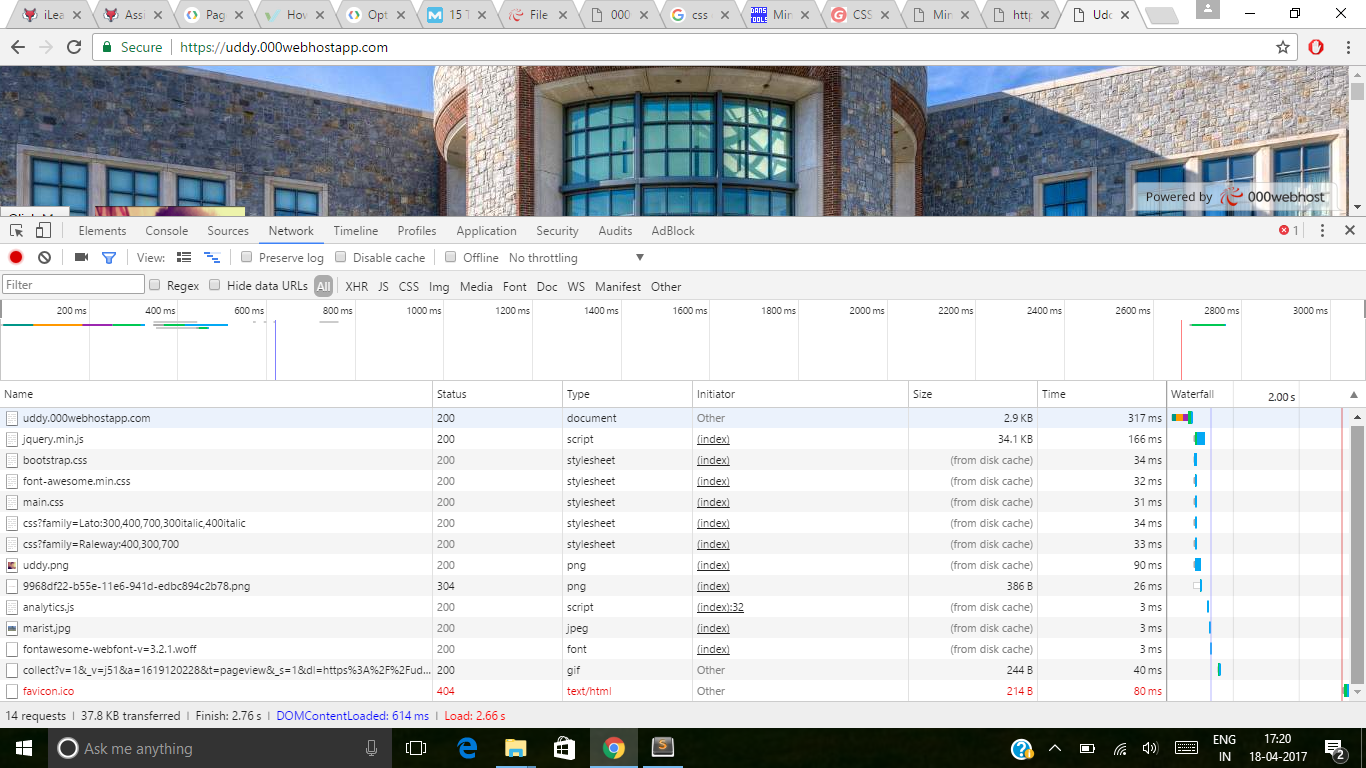 iLea Assi Pag How Opt 15 T File 000 css Min CSS Min http Udd
Secure https://uddy.000webhostapp.com
Powered by 000webhost
Elements Console Sources Network Timeline Profiles Application Security Audits AdBlock 1
View: Preserve log Disable cache Offline No throttling
Filter Regex Hide data URLs All XHR JS CSS Img Media Font Doc WS Manifest Other
200 ms 400 ms 600 ms 800 ms 1000 ms 1200 ms 1400 ms 1600 ms 1800 ms 2000 ms 2200 ms 2400 ms 2600 ms 2800 ms 3000 ms
Name Status Type Initiator Size Time Waterfall 2.00 s
uddy.000webhostapp.com 200 document Other 2.9 KB 317 ms
jquery.min.js 200 script (index) 34.1 KB 166 ms
bootstrap.css 200 stylesheet (index) (from disk cache) 34 ms
font-awesome.min.css 200 stylesheet (index) (from disk cache) 32 ms
main.css 200 stylesheet (index) (from disk cache) 31 ms
css?family=Lato:300,400,700,300italic,400italic 200 stylesheet (index) (from disk cache) 34 ms
css?family=Raleway:400,300,700 200 stylesheet (index) (from disk cache) 33 ms
uddy.png 200 png (index) (from disk cache) 90 ms
9968df22-b55e-11e6-941d-edbc894c2b78.png 304 png (index) 386 B 26 ms
analytics.js 200 script (index):32 (from disk cache) 3 ms
marist.jpg 200 jpeg (index) (from disk cache) 3 ms
fontawesome-webfont-v=3.2.1.woff 200 font (index) (from disk cache) 3 ms
collect?v=1&_v=j51&a=1619120228&t=pageview&_s=1&dl=https%3A%2F%2Fud... 200 gif Other 244 B 40 ms
favicon.ico 404 text/html Other 214 B 80 ms
14 requests | 37.8 KB transferred | Finish: 2.76 s | DOMContentLoaded: 614 ms | Load: 2.66 s
Ask me anything ENG IN 17:20 18-04-2017 2